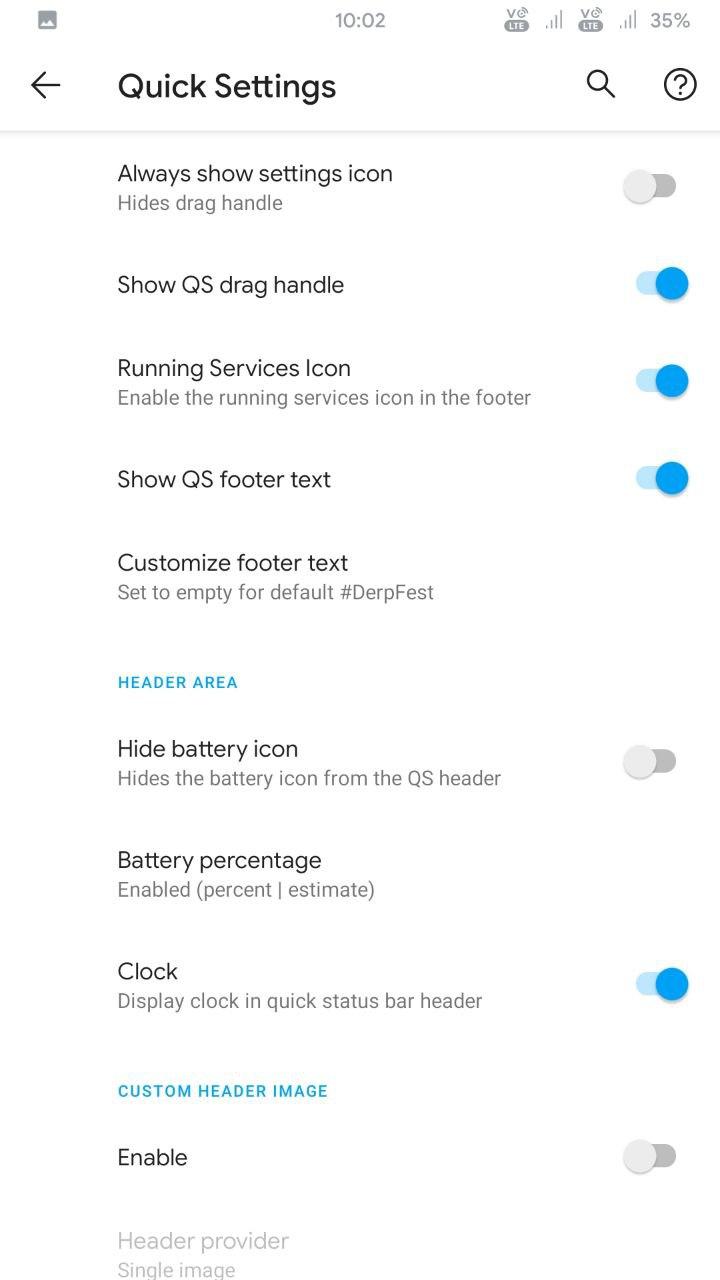 10:02
VO LTE
VO LTE
35%
Quick Settings
Always show settings icon
Hides drag handle
Show QS drag handle
Running Services Icon
Enable the running services icon in the footer
Show QS footer text
Customize footer text
Set to empty for default #DerpFest
HEADER AREA
Hide battery icon
Hides the battery icon from the QS header
Battery percentage
Enabled (percent | estimate)
Clock
Display clock in quick status bar header
CUSTOM HEADER IMAGE
Enable
Header provider
Single image